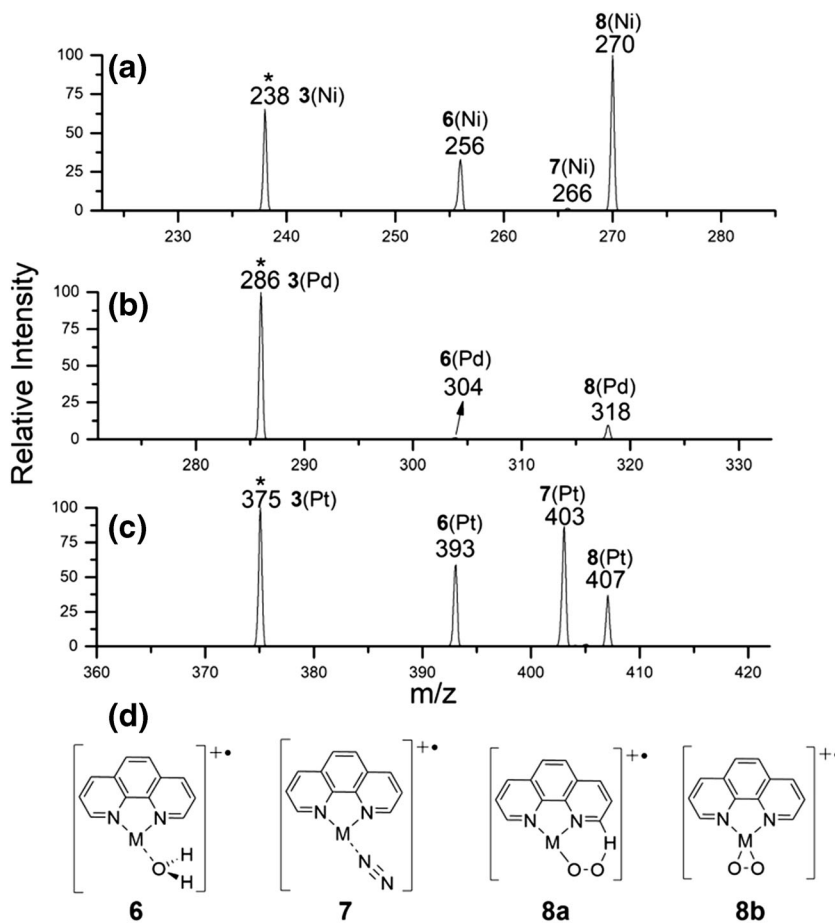 (a)
8(Ni)
270
* 238 3(Ni)
6(Ni)
256
7(Ni)
266
100
75
50
25
0
230 240 250 260 270 280
(b)
* 286 3(Pd)
6(Pd)
304
8(Pd)
318
100
75
50
25
0
280 290 300 310 320 330
(c)
* 375 3(Pt)
6(Pt)
393
7(Pt)
403
8(Pt)
407
100
75
50
25
0
360 370 380 390 400 410 420
Relative Intensity
m/z
(d)
+• +• +• +•
N N N N N N H N N
M M M M
O H H N N O-O O-O
6 7 8a 8b